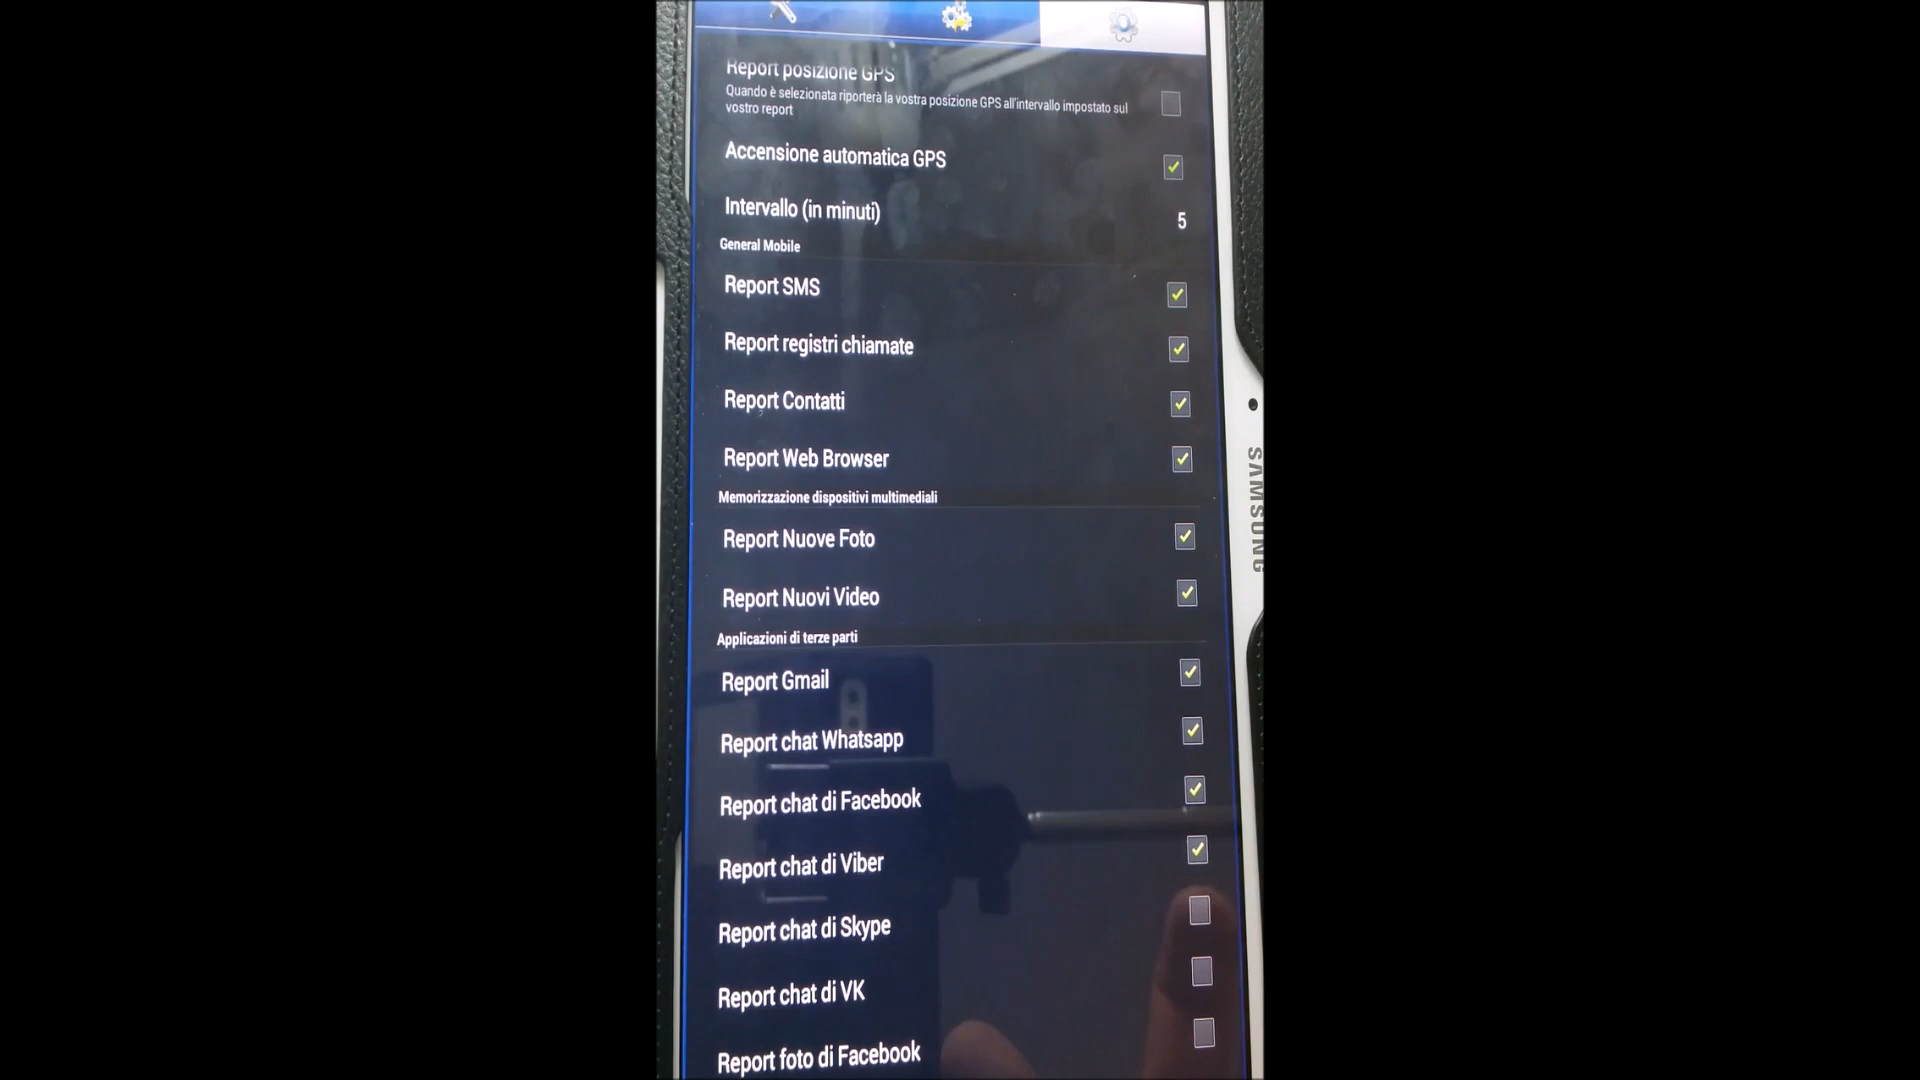 Report posizione GPS
Quando è selezionata riporterà la vostra posizione GPS all'intervallo impostato sul
vostro report
Accensione automatica GPS
Intervallo (in minuti)
5
General Mobile
Report SMS
Report registri chiamate
Report Contatti
Report Web Browser
Memorizzazione dispositivi multimediali
Report Nuove Foto
Report Nuovi Video
Applicazioni di terze parti
Report Gmail
Report chat Whatsapp
Report chat di Facebook
Report chat di Viber
Report chat di Skype
Report chat di VK
Report foto di Facebook
SAMSUNG